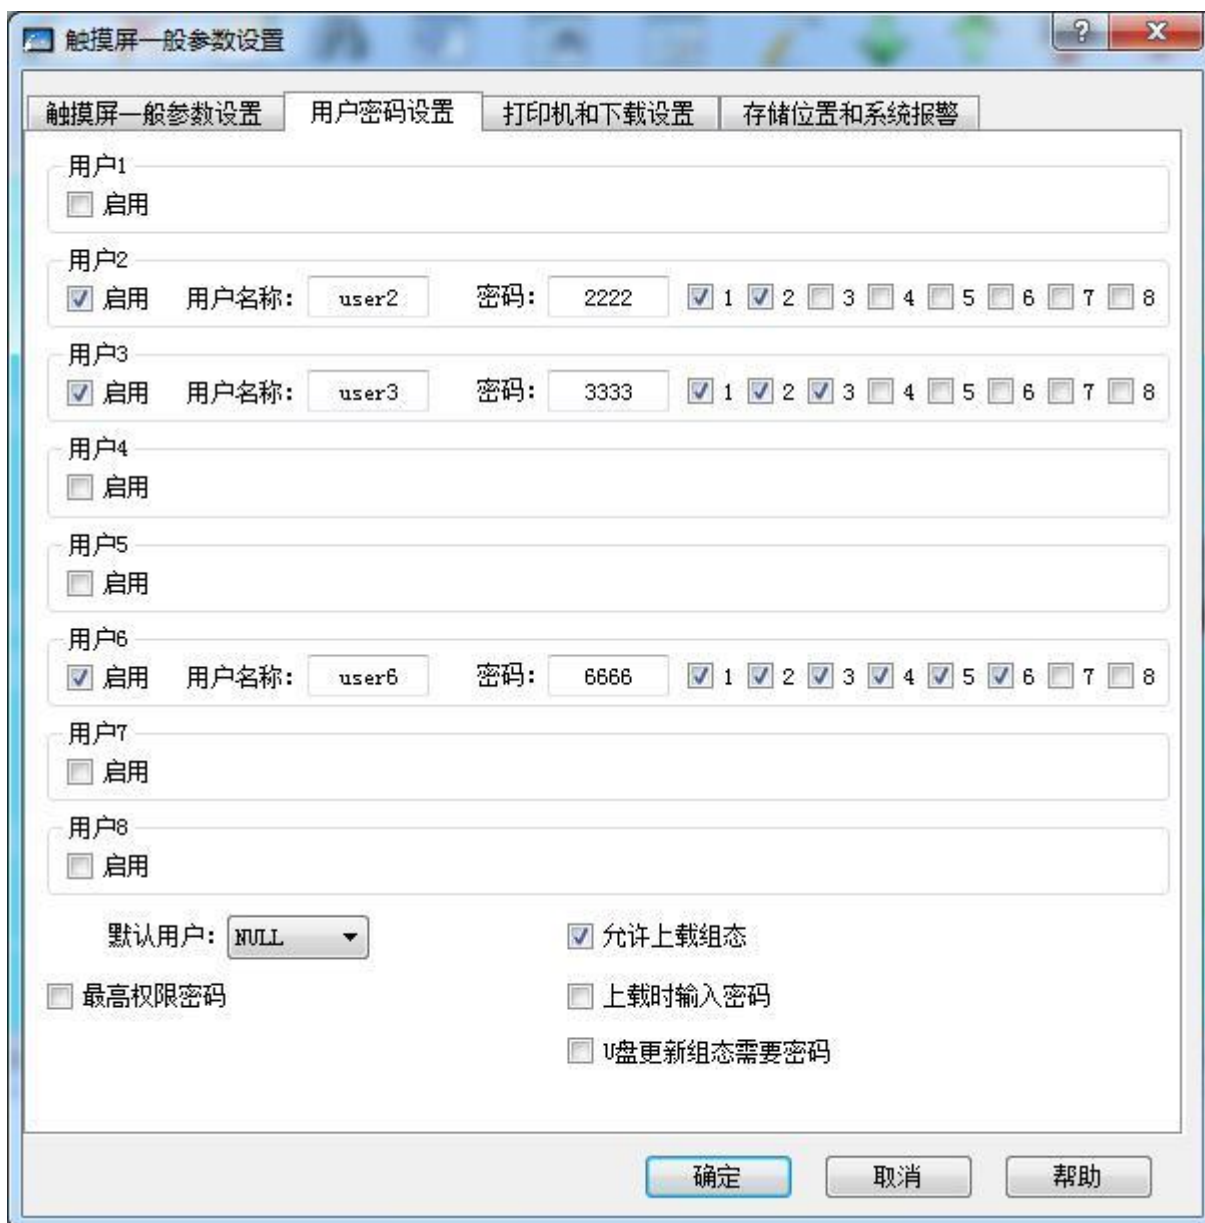 触摸屏一般参数设置
触摸屏一般参数设置 用户密码设置 打印机和下载设置 存储位置和系统报警
用户1
启用
用户2
启用 用户名称: user2 密码: 2222 1 2 3 4 5 6 7 8
用户3
启用 用户名称: user3 密码: 3333 1 2 3 4 5 6 7 8
用户4
启用
用户5
启用
用户6
启用 用户名称: user6 密码: 6666 1 2 3 4 5 6 7 8
用户7
启用
用户8
启用
默认用户: NULL 允许上载组态
最高权限密码 上载时输入密码
U盘更新组态需要密码
确定 取消 帮助